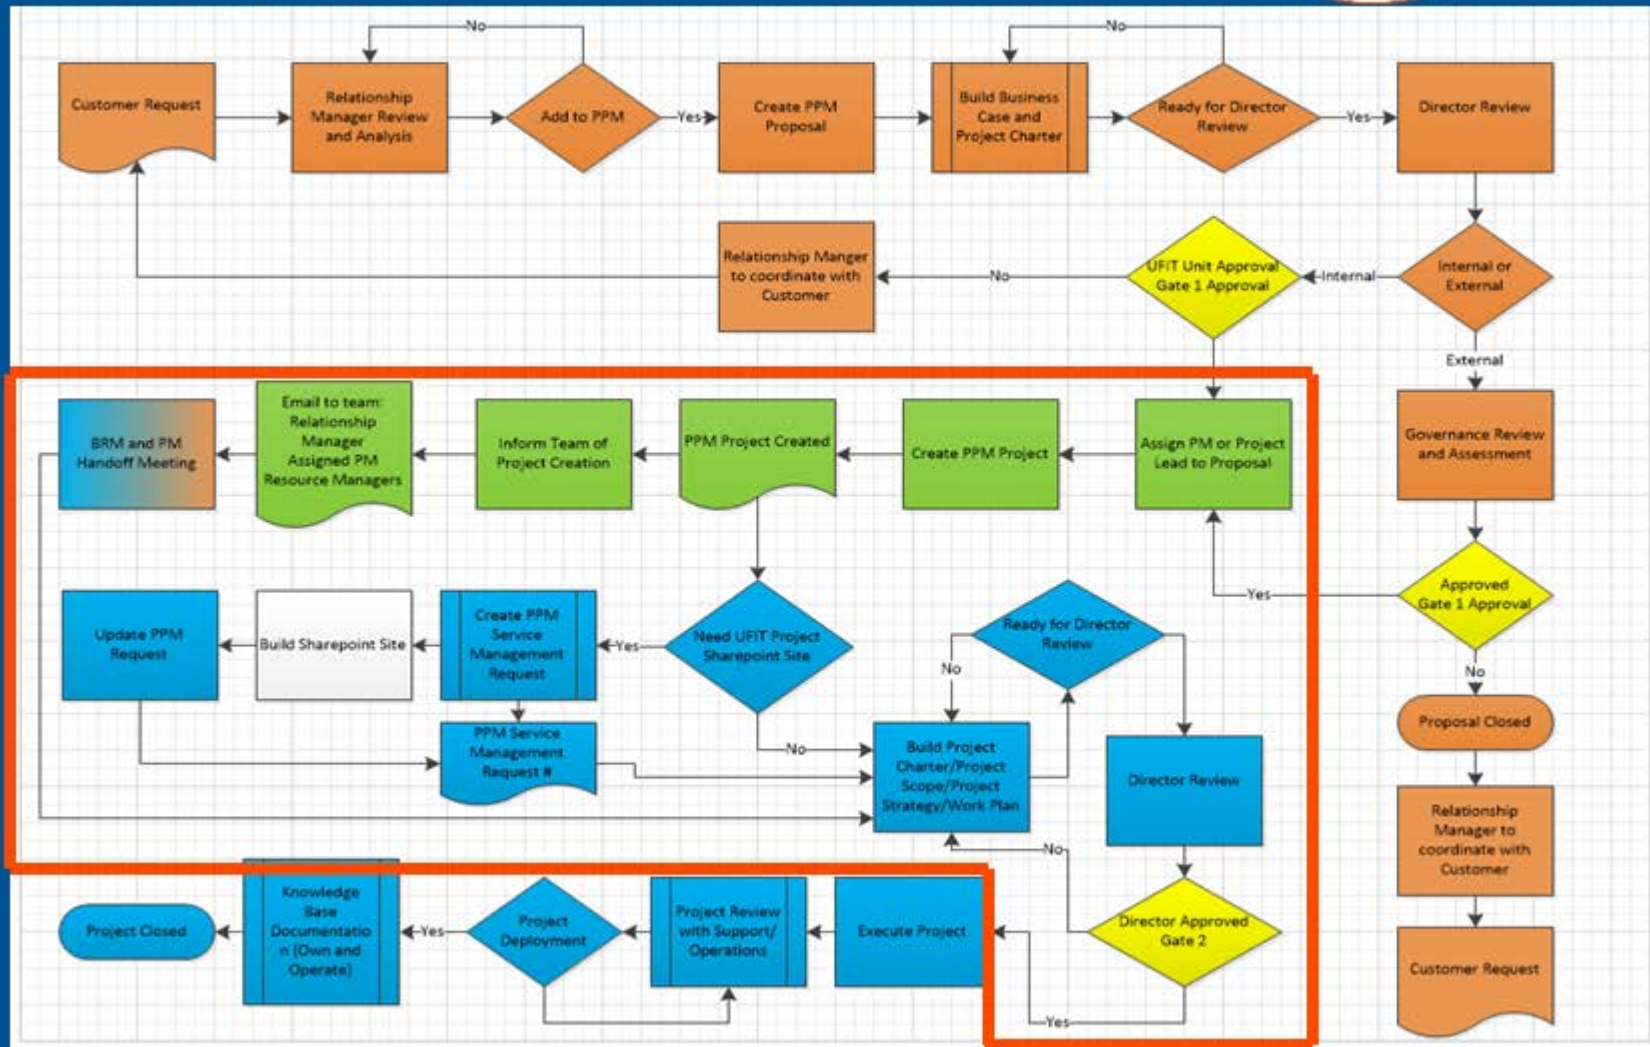 No
No
Customer Request
Relationship
Manager Review
and Analysis
Add to PPM
Yes
Create PPM
Proposal
Build Business
Case and
Project Charter
Ready for Director
Review
Yes
Director Review
Relationship Manger
to coordinate with
Customer
No
UFIT Unit Approval
Gate 1 Approval
Internal
Internal or
External
External
BRM and PM
Handoff Meeting
Email to team:
Relationship
Manager
Assigned PM
Resource Managers
Inform Team of
Project Creation
PPM Project Created
Create PPM Project
Assign PM or Project
Lead to Proposal
Governance Review
and Assessment
Update PPM
Request
Build Sharepoint Site
Create PPM
Service
Management
Request
Yes
Need UFIT Project
Sharepoint Site
Ready for Director
Review
Yes
Approved
Gate 1 Approval
No
No
PPM Service
Management
Request #
No
Build Project
Charter/Project
Scope/Project
Strategy/Work Plan
Director Review
Proposal Closed
Relationship
Manager to
coordinate with
Customer
No
Project Closed
Knowledge
Base
Documentatio
n (Own and
Operate)
Yes
Project
Deployment
Project Review
with Support/
Operations
Execute Project
Director Approved
Gate 2
Yes
Customer Request